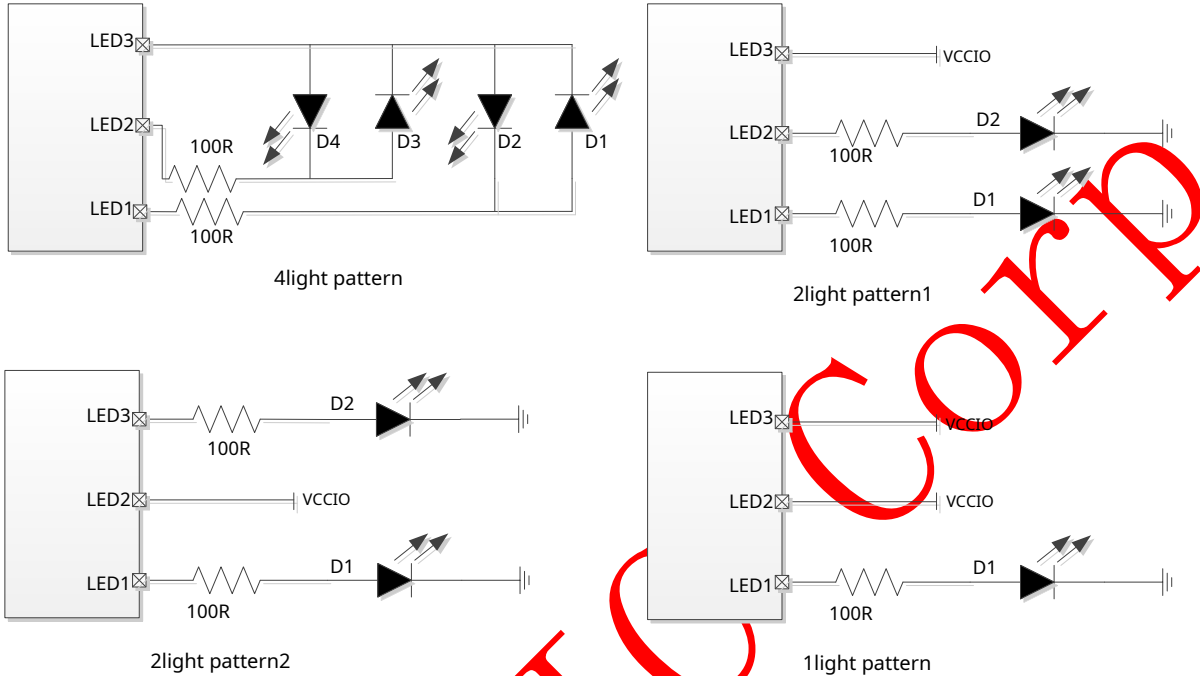 LED3
LED2
LED1
100R
100R
D4
D3
D2
D1
4light pattern
LED3
VCCIO
LED2
100R
D2
LED1
100R
D1
2light pattern1
LED3
100R
D2
LED2
VCCIO
LED1
100R
D1
2light pattern2
LED3
VCCIO
LED2
VCCIO
LED1
100R
D1
1light pattern
Corp